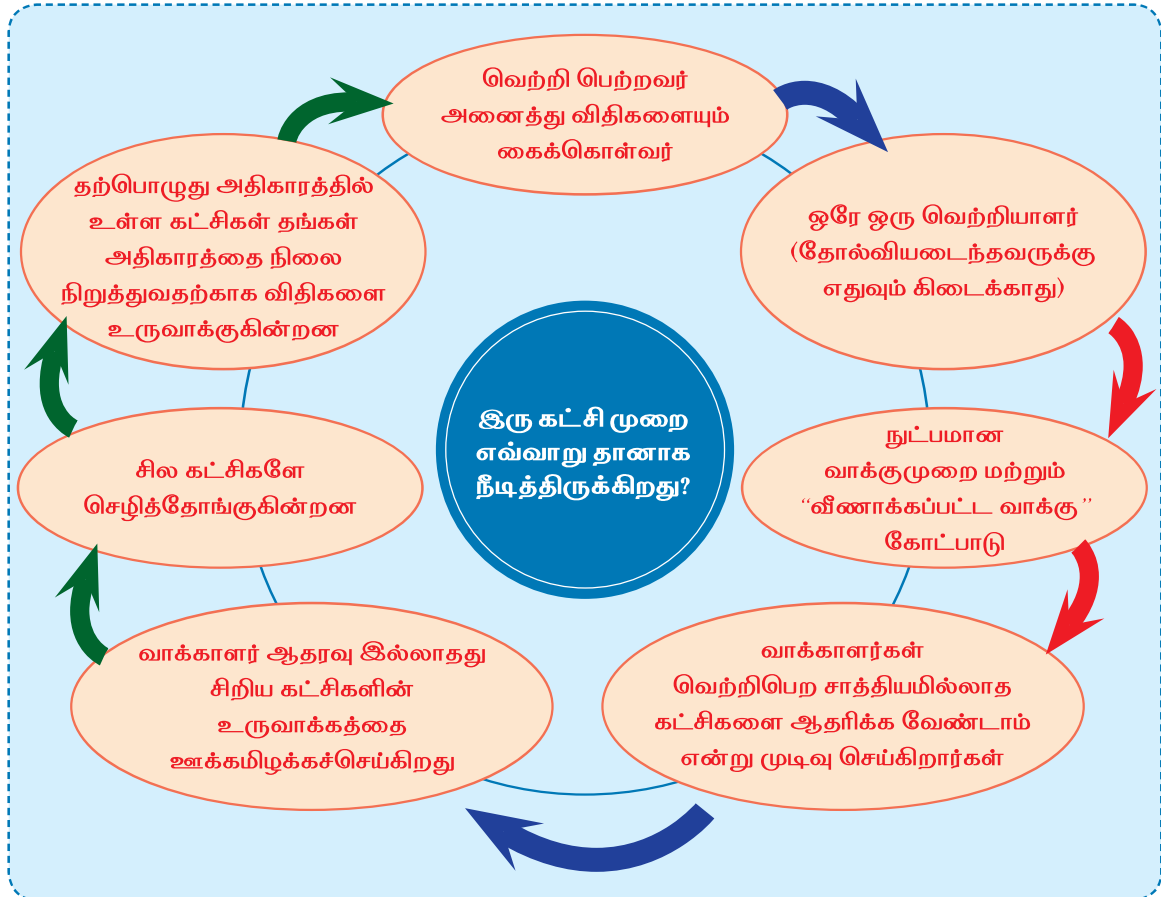 வெற்றி பெற்றவர்
அனைத்து விதிகளையும்
கைக்கொள்வர்
ஒரே ஒரு வெற்றியாளர்
(தோல்வியடைந்தவருக்கு
எதுவும் கிடைக்காது)
நுட்பமான
வாக்குமுறை மற்றும்
“வீணாக்கப்பட்ட வாக்கு”
கோட்பாடு
வாக்காளர்கள்
வெற்றிபெற சாத்தியமில்லாத
கட்சிகளை ஆதரிக்க வேண்டாம்
என்று முடிவு செய்கிறார்கள்
வாக்காளர் ஆதரவு இல்லாதது
சிறிய கட்சிகளின்
உருவாக்கத்தை
ஊக்கமிழக்கச்செய்கிறது
சில கட்சிகளே
செழித்தோங்குகின்றன
தற்பொழுது அதிகாரத்தில்
உள்ள கட்சிகள் தங்கள்
அதிகாரத்தை நிலை
நிறுத்துவதற்காக விதிகளை
உருவாக்குகின்றன
இரு கட்சி முறை
எவ்வாறு தானாக
நீடித்திருக்கிறது?